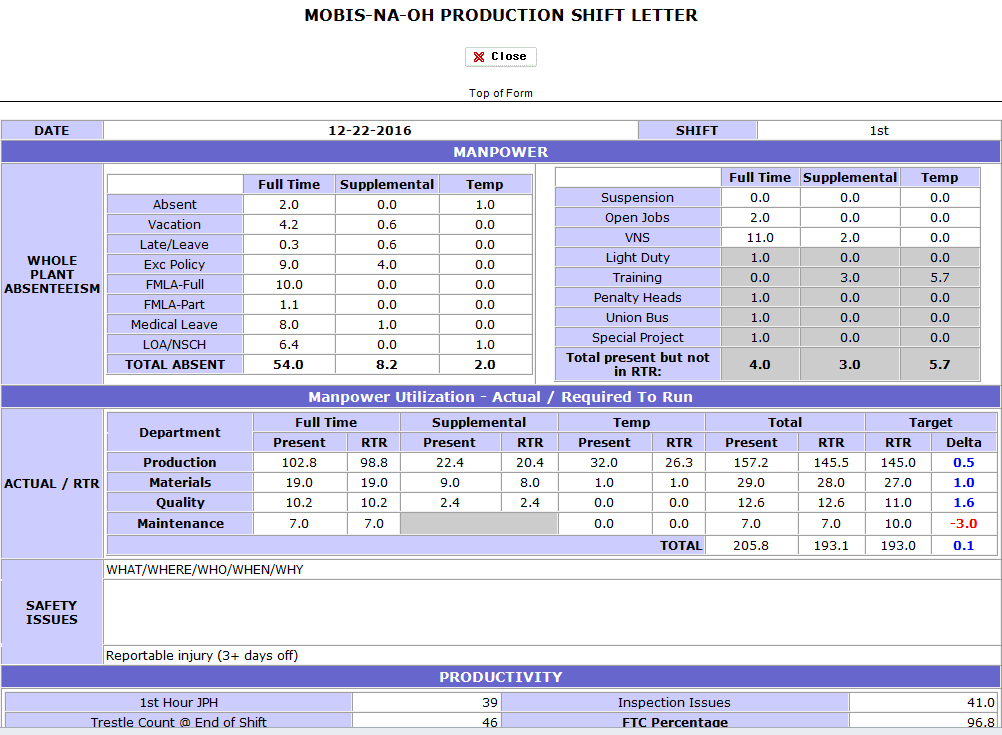 MOBIS-NA-OH PRODUCTION SHIFT LETTER
Close
Top of Form
DATE 12-22-2016 SHIFT 1st
MANPOWER
WHOLE PLANT ABSENTEEISM
Full Time Supplemental Temp
Absent 2.0 0.0 1.0
Vacation 4.2 0.6 0.0
Late/Leave 0.3 0.6 0.0
Exc Policy 9.0 4.0 0.0
FMLA-Full 10.0 0.0 0.0
FMLA-Part 1.1 0.0 0.0
Medical Leave 8.0 1.0 0.0
LOA/NSCH 6.4 0.0 1.0
TOTAL ABSENT 54.0 8.2 2.0
Full Time Supplemental Temp
Suspension 0.0 0.0 0.0
Open Jobs 2.0 0.0 0.0
VNS 11.0 2.0 0.0
Light Duty 1.0 0.0 0.0
Training 0.0 3.0 5.7
Penalty Heads 1.0 0.0 0.0
Union Bus 1.0 0.0 0.0
Special Project 1.0 0.0 0.0
Total present but not in RTR: 4.0 3.0 5.7
Manpower Utilization - Actual / Required To Run
ACTUAL / RTR
Department Full Time Supplemental Temp Total Target
Present RTR Present RTR Present RTR Present RTR RTR Delta
Production 102.8 98.8 22.4 20.4 32.0 26.3 157.2 145.5 145.0 0.5
Materials 19.0 19.0 9.0 8.0 1.0 1.0 29.0 28.0 27.0 1.0
Quality 10.2 10.2 2.4 2.4 0.0 0.0 12.6 12.6 11.0 1.6
Maintenance 7.0 7.0 0.0 0.0 7.0 7.0 10.0 -3.0
TOTAL 205.8 193.1 193.0 0.1
SAFETY ISSUES
WHAT/WHERE/WHO/WHEN/WHY
Reportable injury (3+ days off)
PRODUCTIVITY
1st Hour JPH 39 Inspection Issues 41.0
Trestle Count @ End of Shift 46 FTC Percentage 96.8